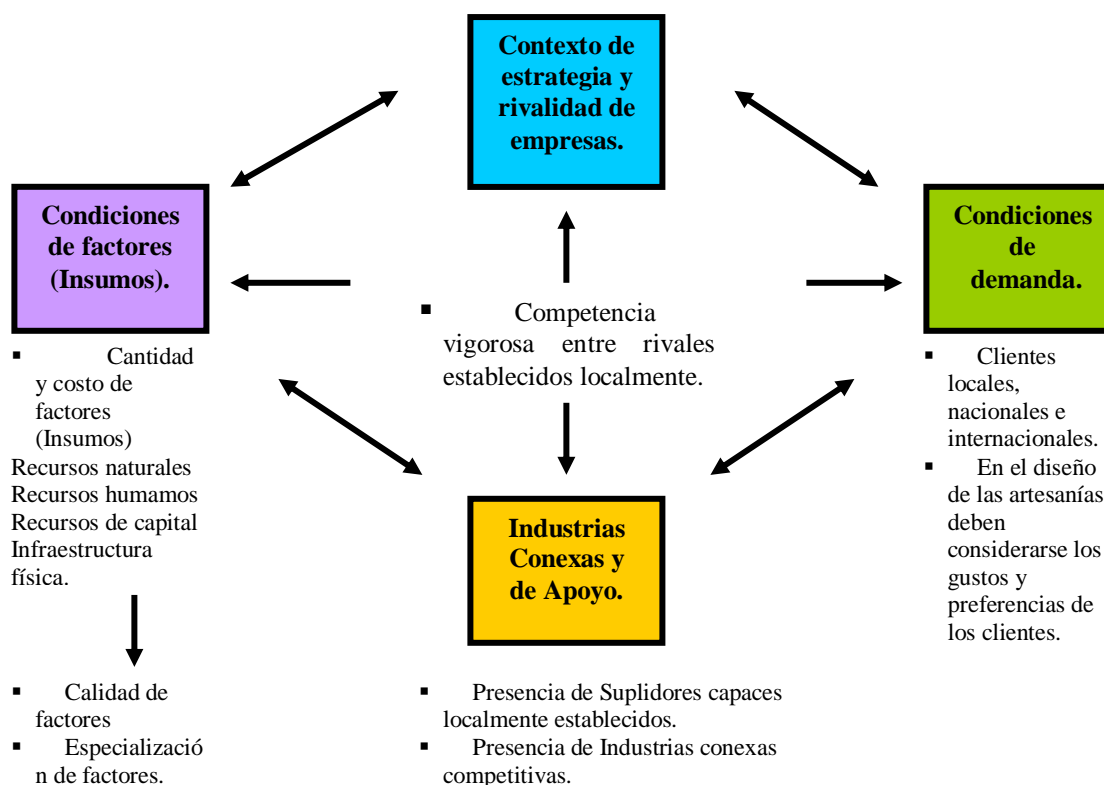 Contexto de
estrategia y
rivalidad de
empresas.
Condiciones
de factores
(Insumos).
Condiciones
de
demanda.
▪ Competencia
vigorosa entre rivales
establecidos localmente.
▪ Cantidad
y costo de
factores
(Insumos)
Recursos naturales
Recursos humamos
Recursos de capital
Infraestructura
física.
▪ Clientes
locales,
nacionales e
internacionales.
▪ En el diseño
de las artesanías
deben
considerarse los
gustos y
preferencias de
los clientes.
Industrias
Conexas y
de Apoyo.
▪ Calidad de
factores
▪ Especializació
n de factores.
▪ Presencia de Suplidores capaces
localmente establecidos.
▪ Presencia de Industrias conexas
competitivas.